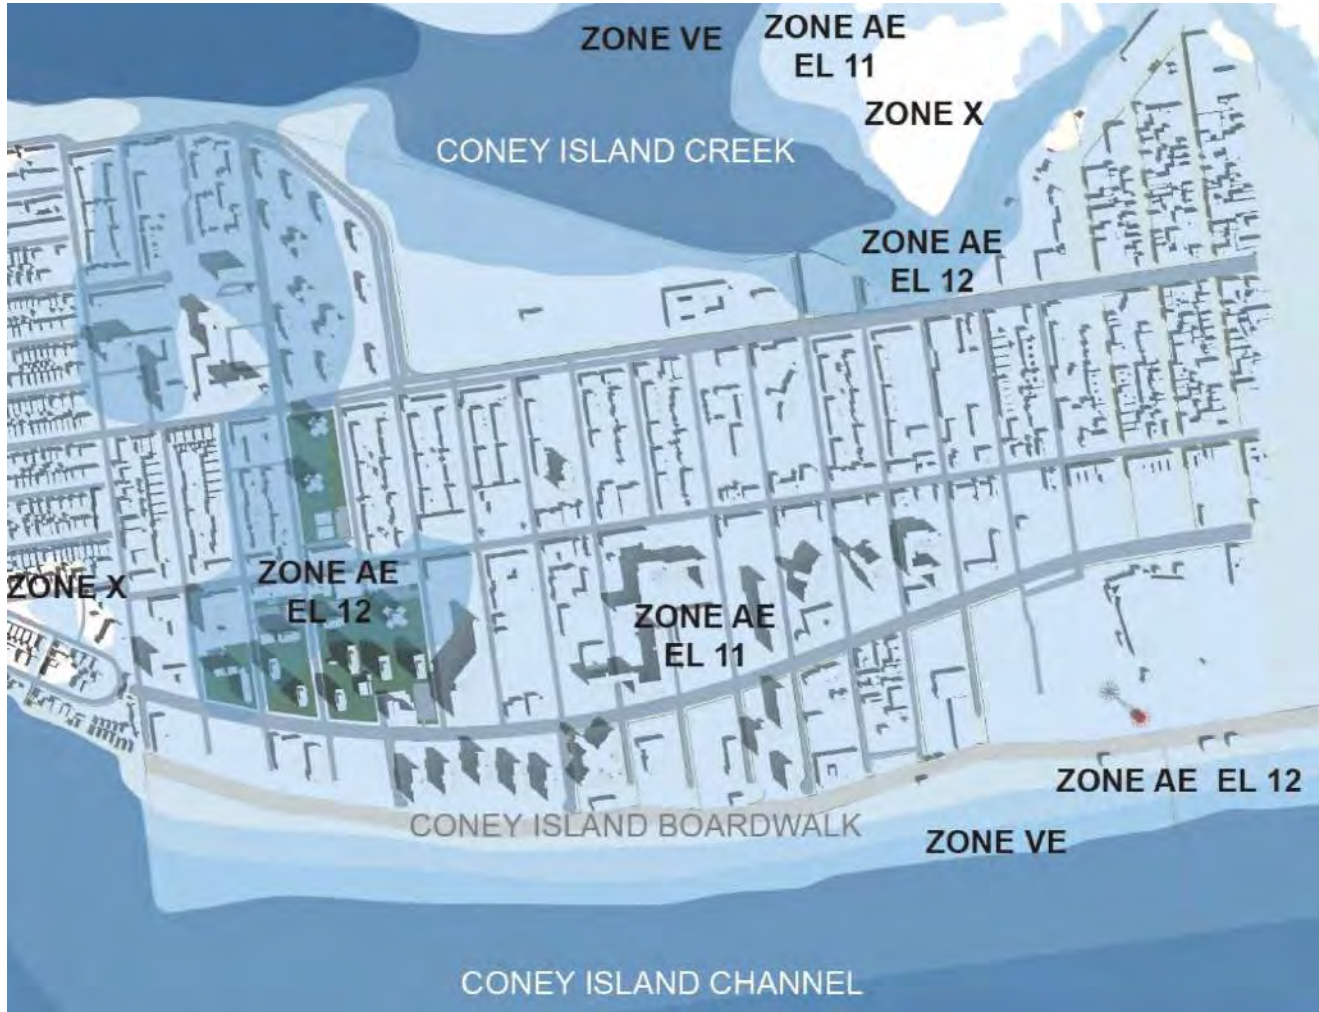 ZONE VE
ZONE AE
EL 11
ZONE X
CONEY ISLAND CREEK
ZONE AE
EL 12
ZONE X
ZONE AE
EL 12
ZONE AE
EL 11
ZONE AE EL 12
CONEY ISLAND BOARDWALK
ZONE VE
CONEY ISLAND CHANNEL